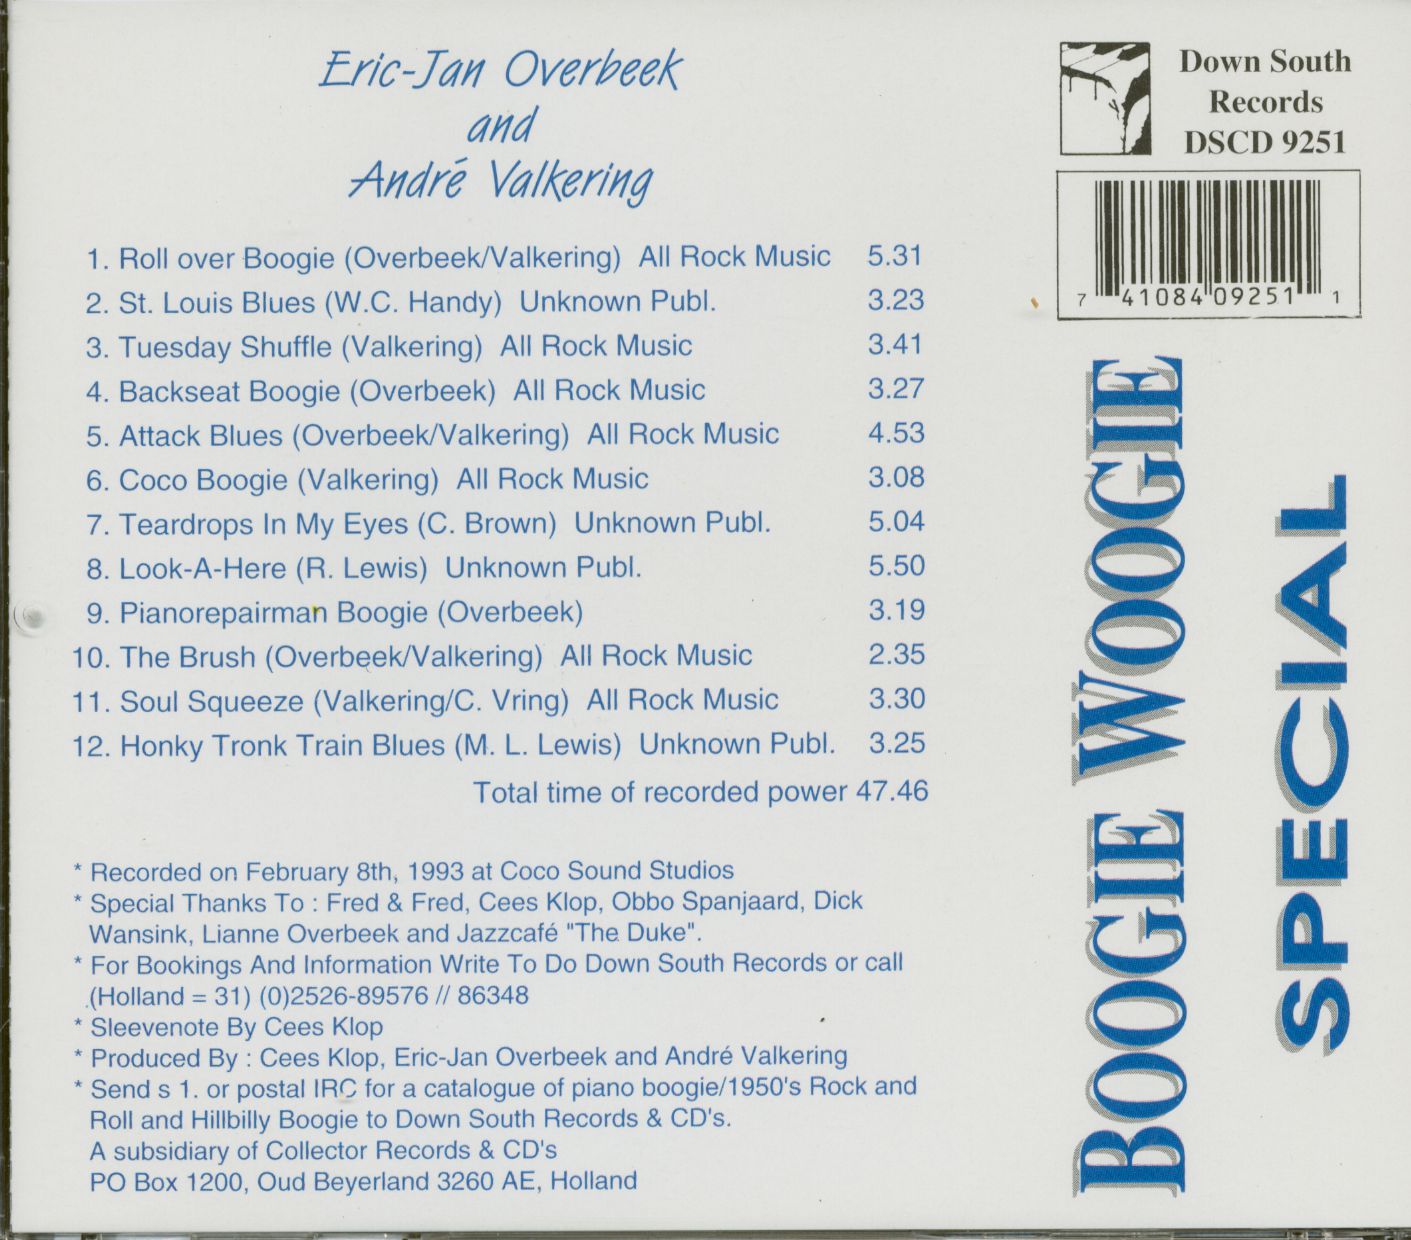 Eric-Jan Overbeek
and
André Valkering
1. Roll over Boogie (Overbeek/Valkering) All Rock Music 5.31
2. St. Louis Blues (W.C. Handy) Unknown Publ. 3.23
3. Tuesday Shuffle (Valkering) All Rock Music 3.41
4. Backseat Boogie (Overbeek) All Rock Music 3.27
5. Attack Blues (Overbeek/Valkering) All Rock Music 4.53
6. Coco Boogie (Valkering) All Rock Music 3.08
7. Teardrops In My Eyes (C. Brown) Unknown Publ. 5.04
8. Look-A-Here (R. Lewis) Unknown Publ. 5.50
9. Pianorepairman Boogie (Overbeek) 3.19
10. The Brush (Overbeek/Valkering) All Rock Music 2.35
11. Soul Squeeze (Valkering/C. Vring) All Rock Music 3.30
12. Honky Tronk Train Blues (M. L. Lewis) Unknown Publ. 3.25
Total time of recorded power 47.46
* Recorded on February 8th, 1993 at Coco Sound Studios
* Special Thanks To : Fred & Fred, Cees Klop, Obbo Spanjaard, Dick
Wansink, Lianne Overbeek and Jazzcafé "The Duke".
* For Bookings And Information Write To Do Down South Records or call
(Holland = 31) (0)2526-89576 // 86348
* Sleevenote By Cees Klop
* Produced By : Cees Klop, Eric-Jan Overbeek and André Valkering
* Send s 1. or postal IRC for a catalogue of piano boogie/1950's Rock and
Roll and Hillbilly Boogie to Down South Records & CD's.
A subsidiary of Collector Records & CD's
PO Box 1200, Oud Beyerland 3260 AE, Holland
Down South
Records
DSCD 9251
7 41084 09251 1
BOOGIE WOOGIE
SPECIAL